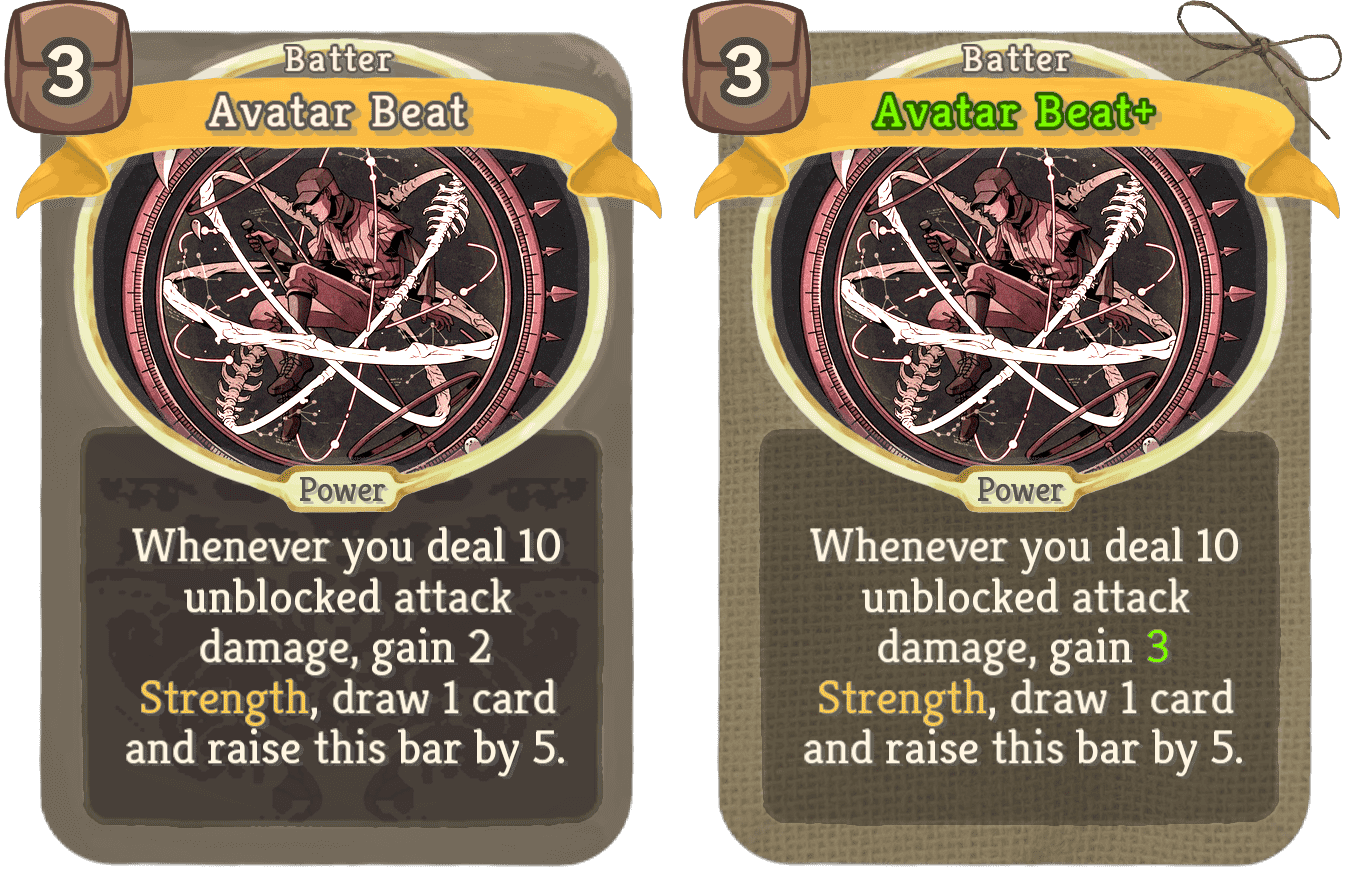 3
Batter
Avatar Beat
Power
Whenever you deal 10
unblocked attack
damage, gain 2
Strength, draw 1 card
and raise this bar by 5.
3
Batter
Avatar Beat+
Power
Whenever you deal 10
unblocked attack
damage, gain 3
Strength, draw 1 card
and raise this bar by 5.